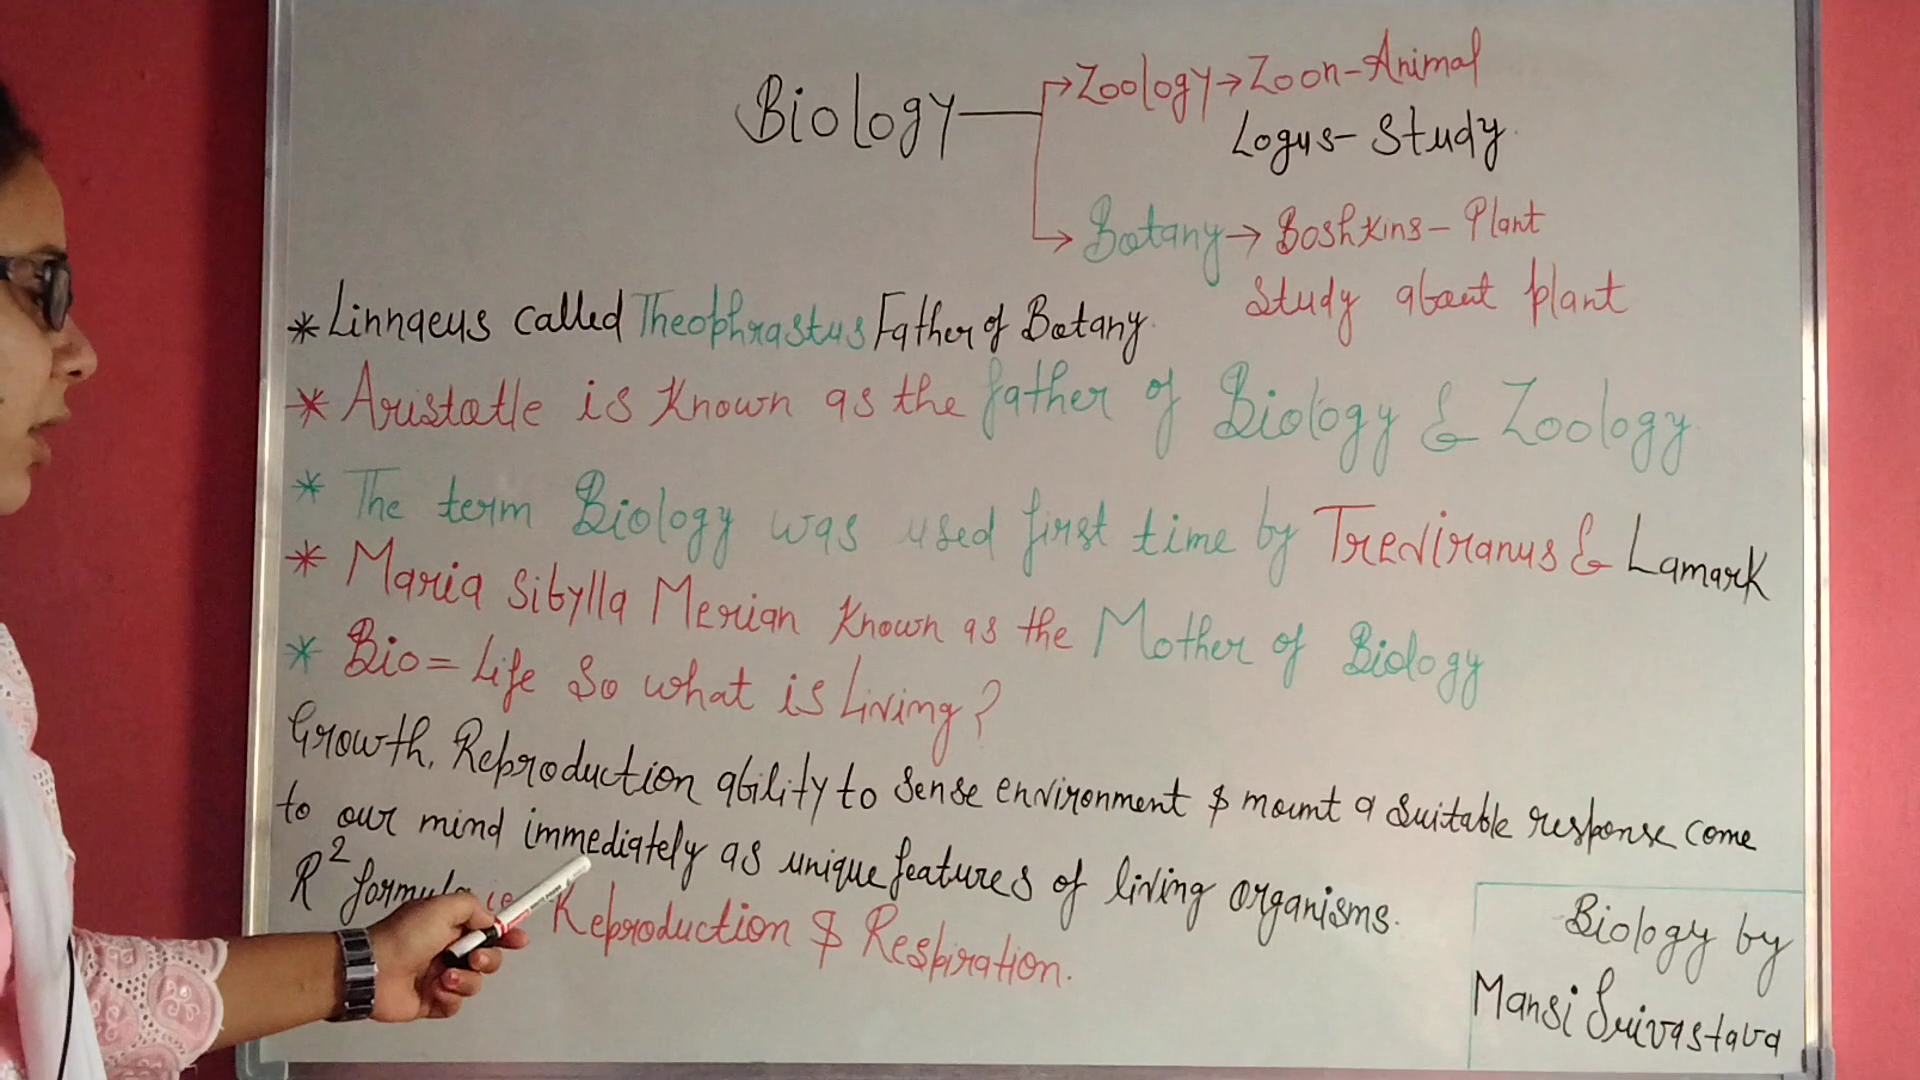 Biology → Zoology → Zoon-Animal
Logus- Study
→ Botany → Boshkins- Plant
Study about plant
* Linnaeus called Theophrastus Father of Botany.
* Aristotle is Known as the father of Biology & Zoology
* The term Biology was used first time by Treviranus & Lamark
* Maria Sibylla Merian Known as the Mother of Biology
* Bio = Life So what is Living?
Growth, Reproduction ability to sense environment & mount a suitable response come
to our mind immediately as unique features of living organisms.
R² formula Reproduction & Respiration.
Biology by
Mansi Srivastava